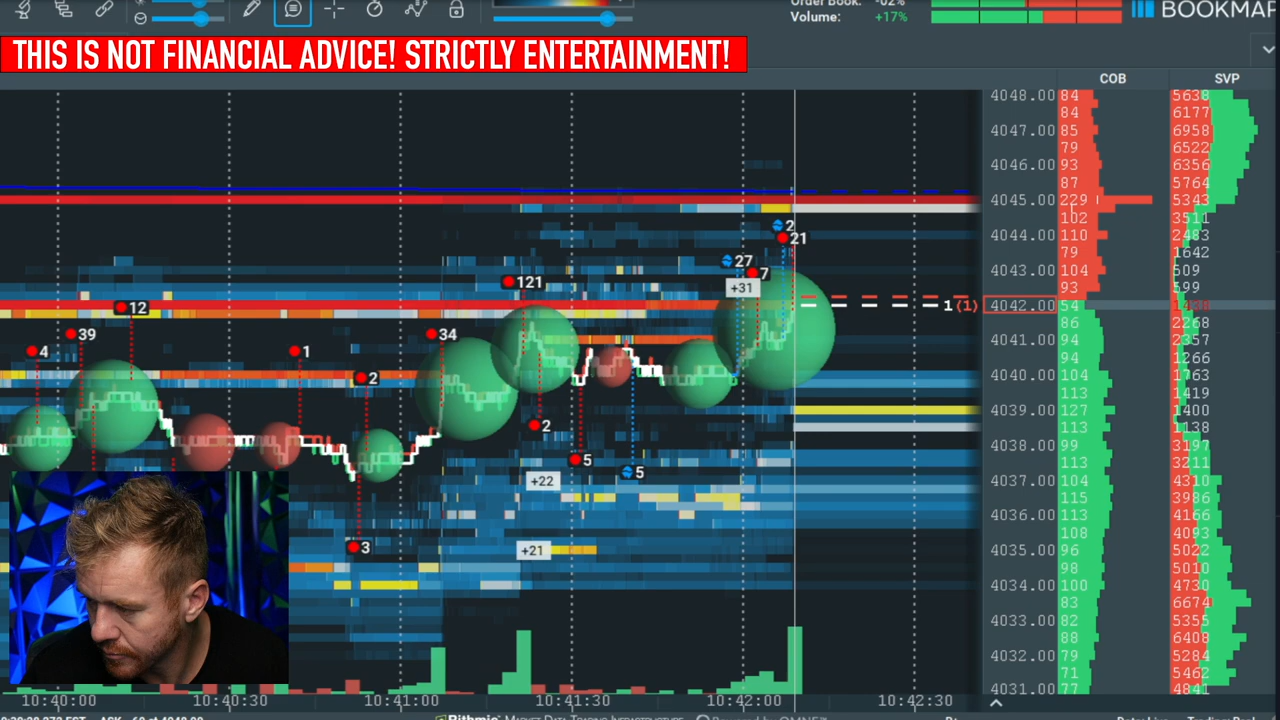 Volume: +17%
BOOKMAP
THIS IS NOT FINANCIAL ADVICE! STRICTLY ENTERTAINMENT!
COB SVP
4048.00 84 5638
84 6177
4047.00 85 6958
79 6522
4046.00 93 6356
87 5764
4045.00 229 5343
102 3511
4044.00 110 2483
79 1642
4043.00 104 509
93 599
4042.00 54
86 2268
4041.00 94 2357
94 1266
4040.00 104 1763
113 1419
4039.00 127 1400
113 1138
4038.00 99 3197
113 3211
4037.00 104 4310
115 3986
4036.00 113 4166
108 4093
4035.00 96 5022
98 5010
4034.00 100 4730
83 6674
4033.00 82 5355
88 6408
4032.00 79 5284
71 5462
4031.00 77 4841
2
21
27
7
+31
121
12
39
34
4
1
2
1(1)
2
5
5
+22
+21
3
10:40:00 10:40:30 10:41:00 10:41:30 10:42:00 10:42:30